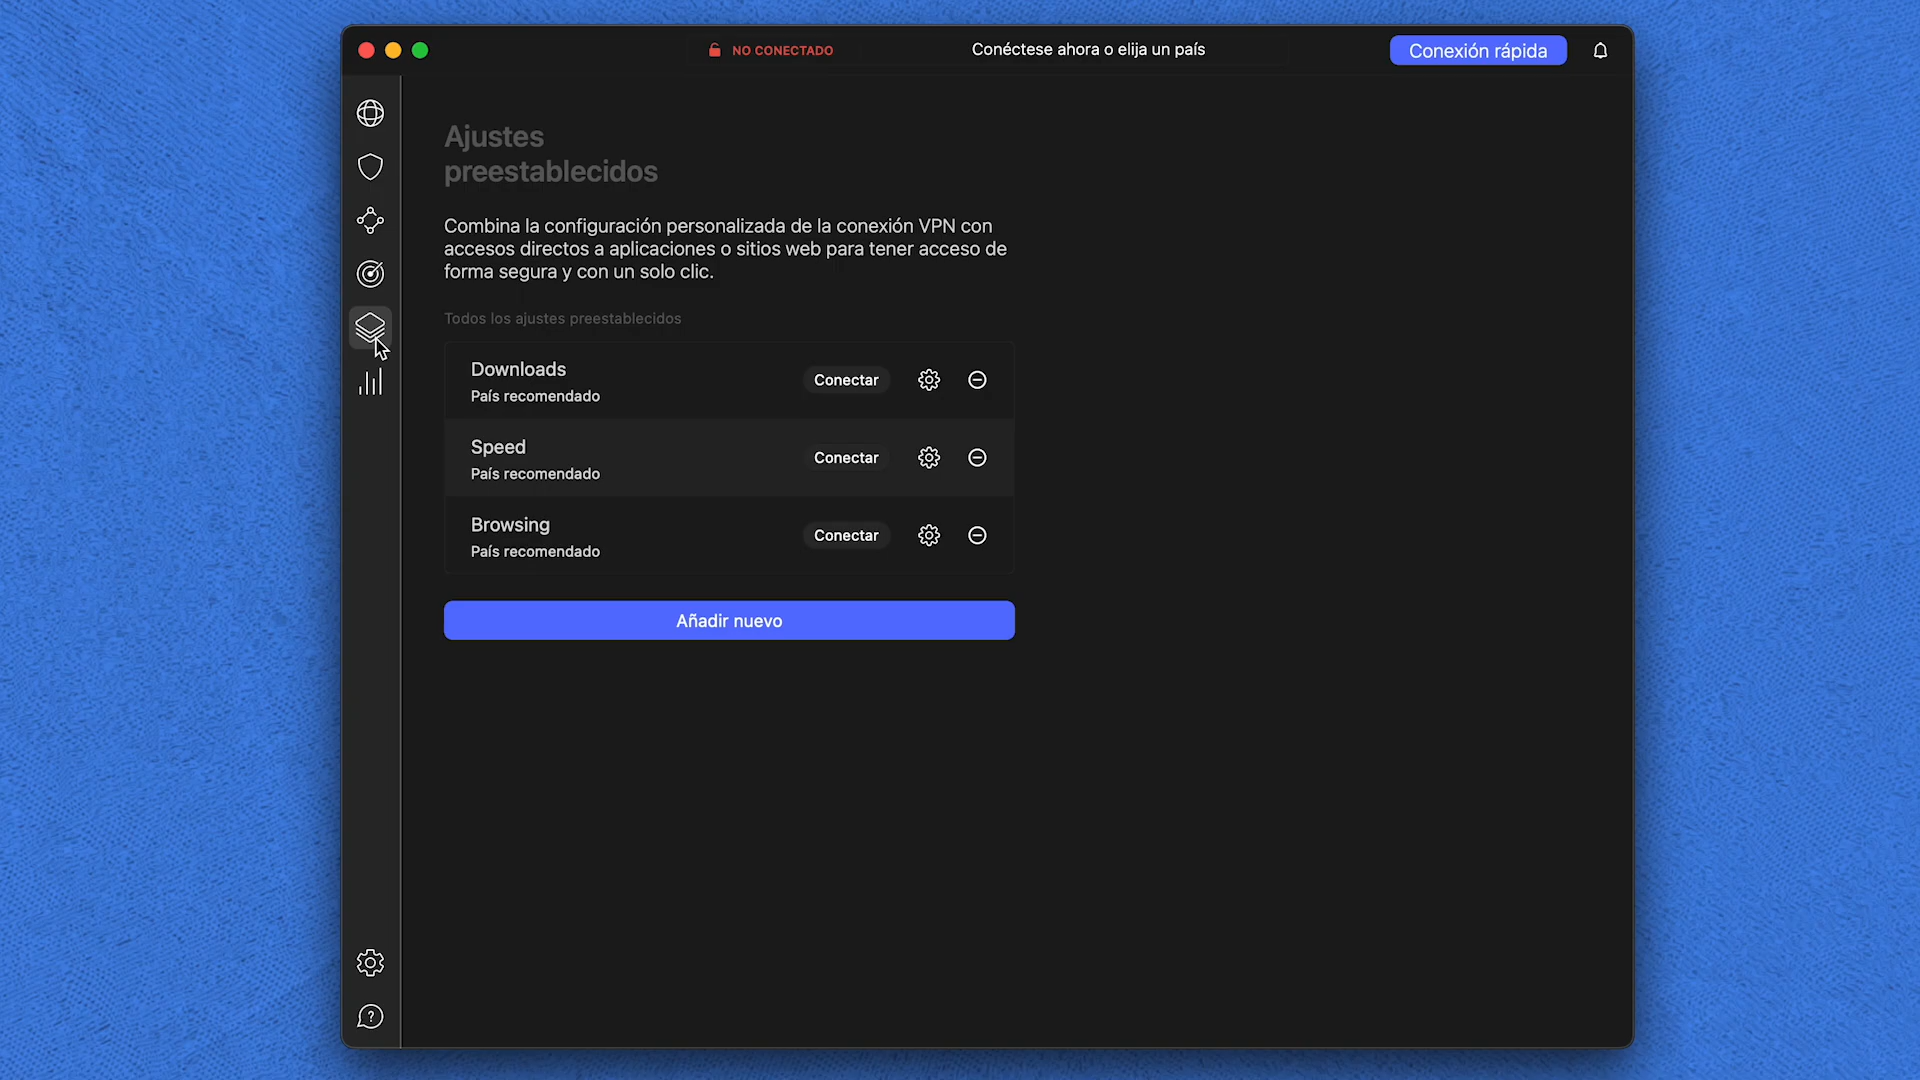 NO CONECTADO
Conéctese ahora o elija un país
Conexión rápida
Ajustes
preestablecidos
Combina la configuración personalizada de la conexión VPN con
accesos directos a aplicaciones o sitios web para tener acceso de
forma segura y con un solo clic.
Todos los ajustes preestablecidos
Downloads
País recomendado
Conectar
Speed
País recomendado
Conectar
Browsing
País recomendado
Conectar
Añadir nuevo